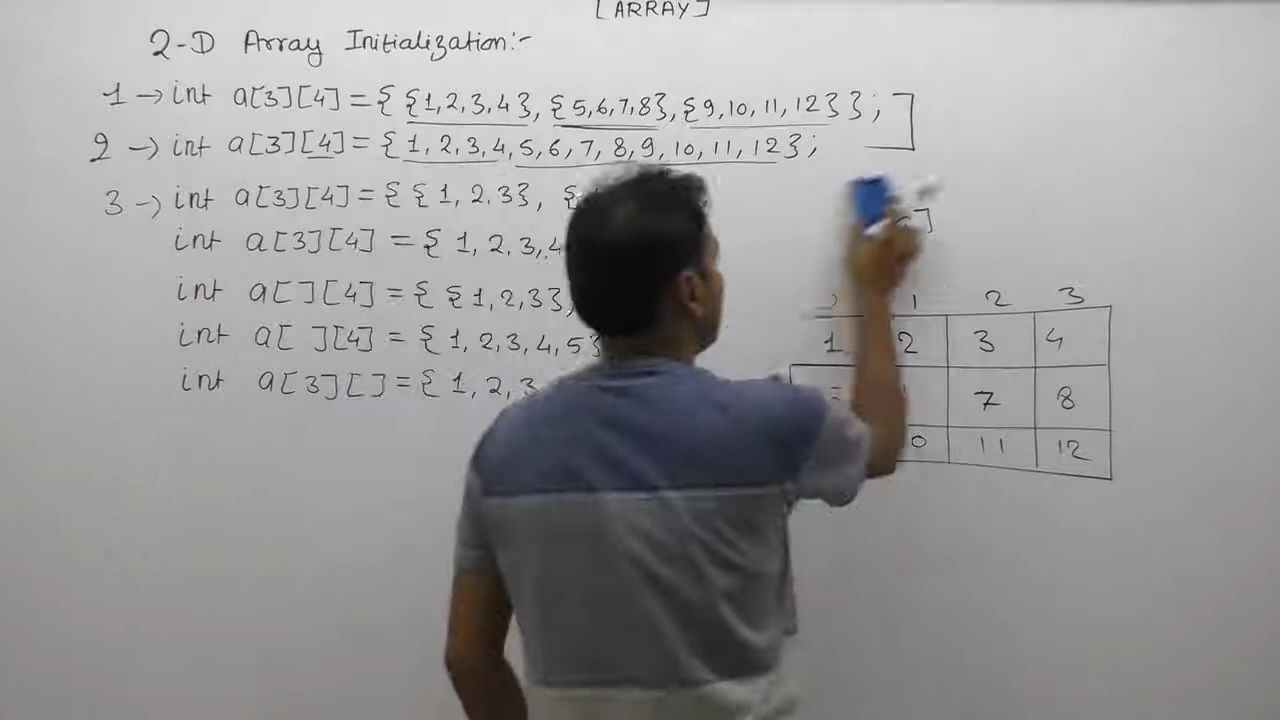 [ARRAY]
2-D Array Initialization:-
1 → int a[3][4] = { {1,2,3,4}, {5,6,7,8}, {9,10,11,12} };
2 → int a[3][4] = { 1, 2, 3, 4, 5, 6, 7, 8, 9, 10, 11, 12 };
3 → int a[3][4] = { { 1, 2, 3}, {
int a[3][4] = { 1, 2, 3, 4
int a[ ][4] = { { 1, 2, 3},
int a[ ][4] = { 1, 2, 3, 4, 5}
int a[3][ ] = { 1, 2, 3
]
1 2 3
1 2 3 4
7 8
0 11 12